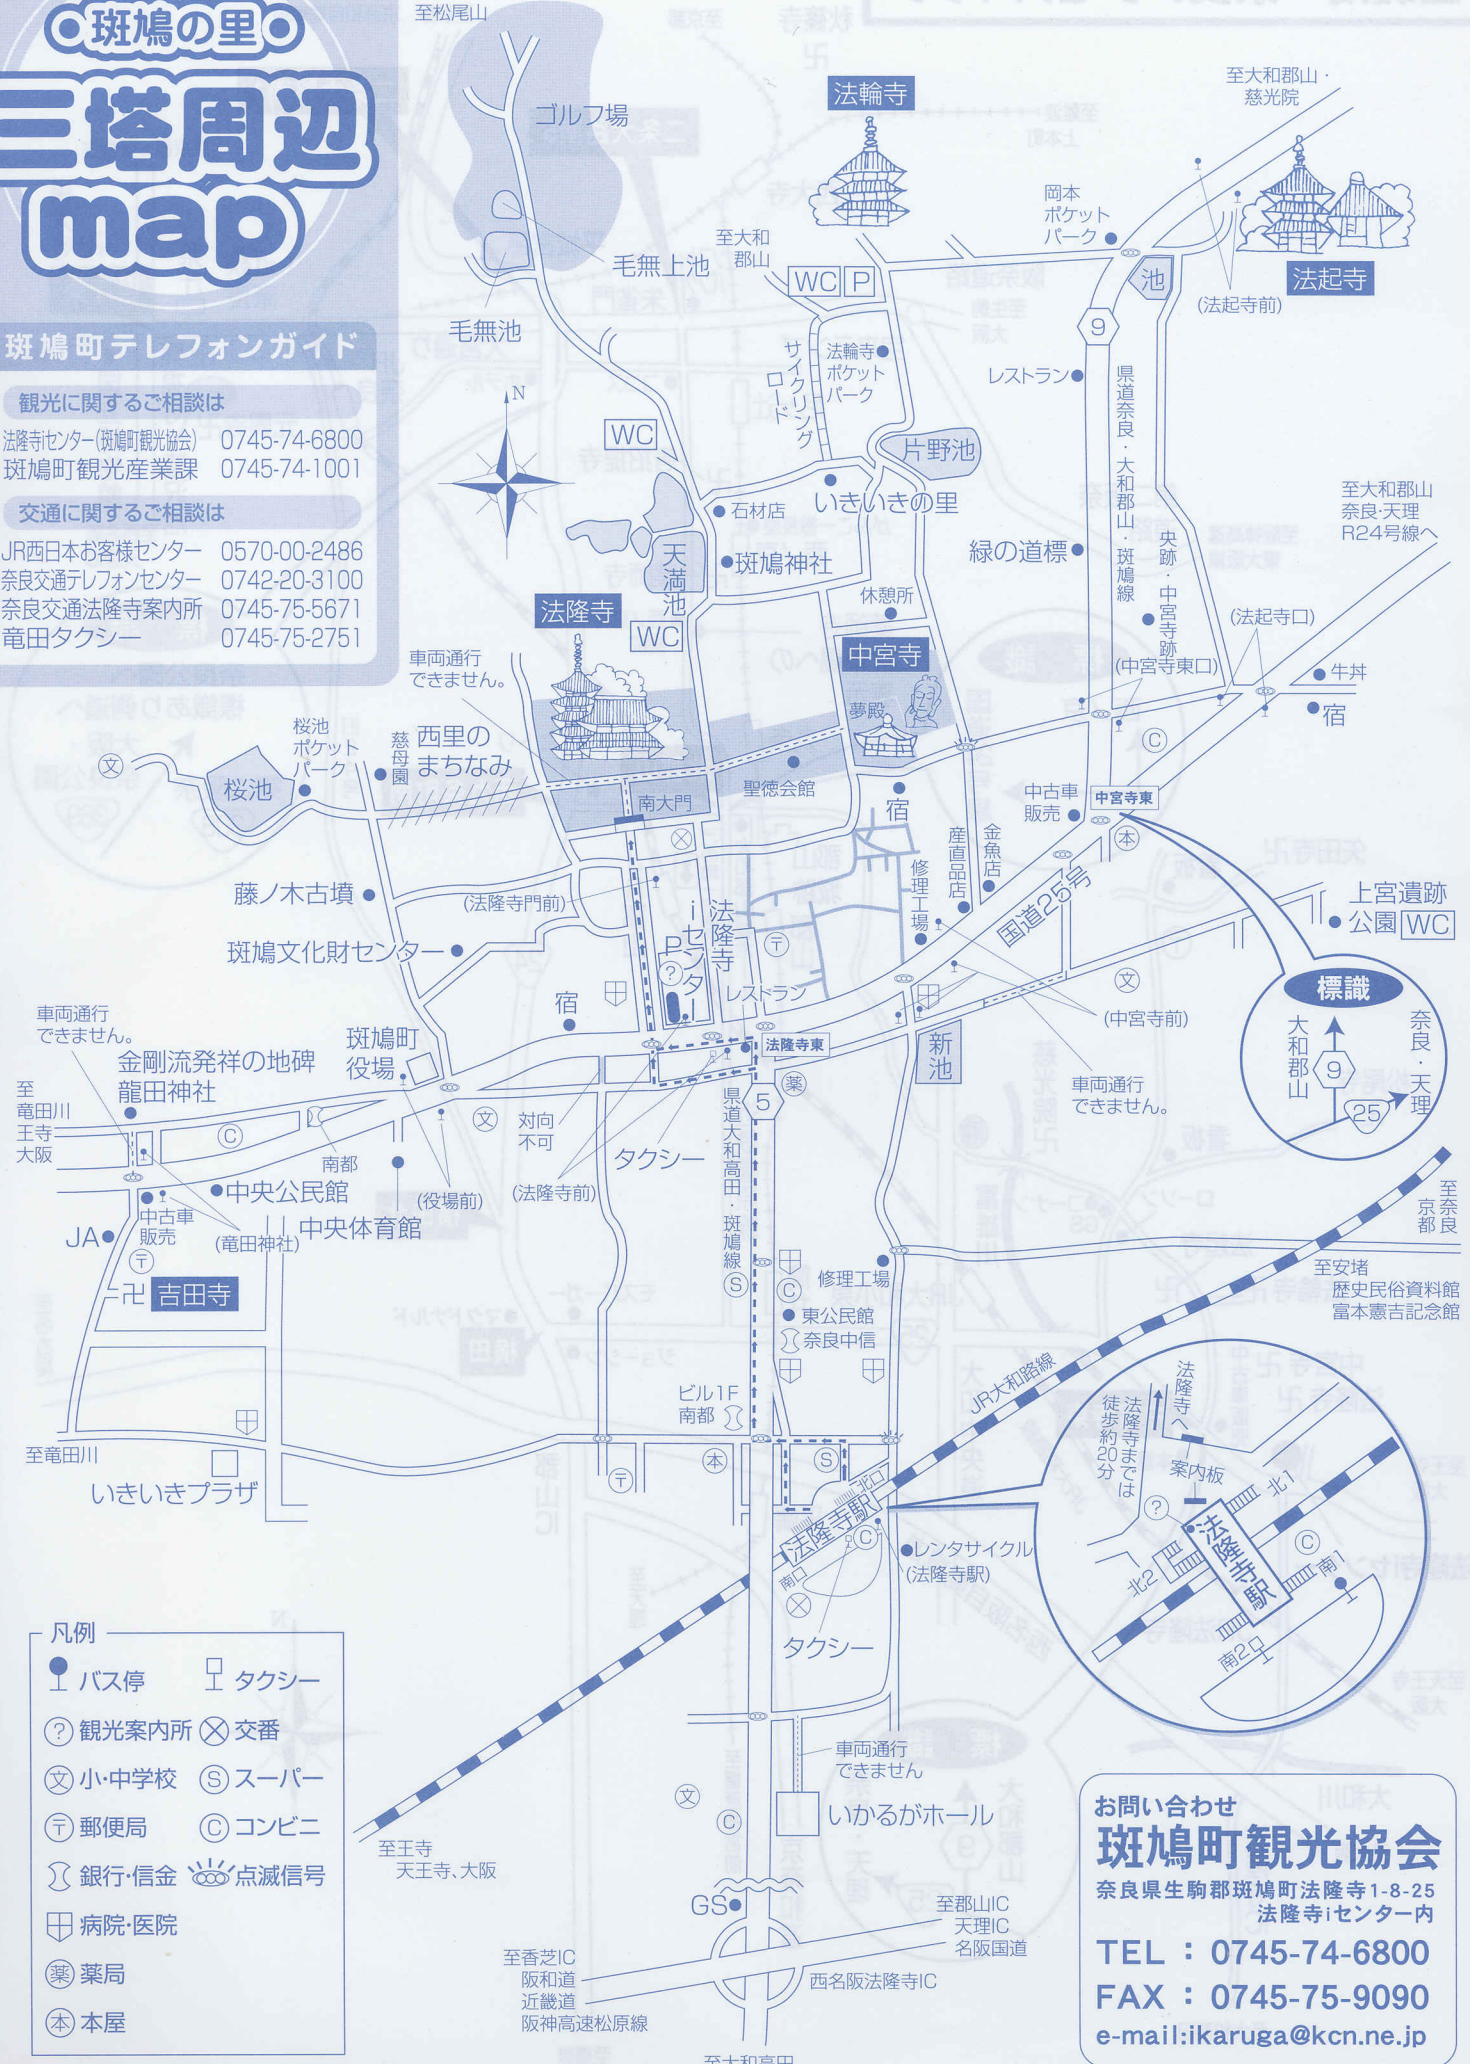 斑鳩の里
三塔周辺
map
斑鳩町テレフォンガイド
観光に関するご相談は
法隆寺iセンター(斑鳩町観光協会) 0745-74-6800
斑鳩町観光産業課 0745-74-1001
交通に関するご相談は
JR西日本お客様センター 0570-00-2486
奈良交通テレフォンセンター 0742-20-3100
奈良交通法隆寺案内所 0745-75-5671
竜田タクシー 0745-75-2751
至松尾山
ゴルフ場
毛無上池
毛無池
法輪寺
至大和
郡山
WC P
サイクリング
ロード
法輪寺
ポケット
パーク
至大和郡山・
慈光院
岡本
ポケット
パーク
池
法起寺
(法起寺前)
9
レストラン
県道奈良・大和郡山・斑鳩線
N
WC
片野池
いきいきの里
石材店
斑鳩神社
天満池
WC
緑の道標
史跡・中宮寺跡
至大和郡山
奈良・天理
R24号線へ
休憩所
(法起寺口)
(中宮寺東口)
牛丼
宿
法隆寺
中宮寺
夢殿
車両通行
できません。
西里の
まちなみ
慈母園
桜池
ポケット
パーク
文
桜池
南大門
聖徳会館
宿
C
中古車
販売
中宮寺東
本
金魚店
産直品店
修理工場
国道25号
藤ノ木古墳
(法隆寺門前)
斑鳩文化財センター
法隆寺
iセンター
P
?
〒
レストラン
宿
上宮遺跡
公園 WC
文
(中宮寺前)
新池
車両通行
できません。
標識
大和郡山
9
奈良・天理
25
車両通行
できません。
金剛流発祥の地碑
龍田神社
斑鳩町
役場
至
竜田川
王寺
大阪
C
南都
文
対向
不可
タクシー
法隆寺東
薬
5
県道大和高田・斑鳩線
(役場前)
(法隆寺前)
中央公民館
中央体育館
中古車
販売
(竜田神社)
JA
〒
卍 吉田寺
S
C
修理工場
東公民館
奈良中信
至奈良
京都
至安堵
歴史民俗資料館
富本憲吉記念館
JR大和路線
ビル1F
南都
至竜田川
いきいきプラザ
〒
本
S
北口
法隆寺駅
C
南口
レンタサイクル
(法隆寺駅)
タクシー
法隆寺へ
法隆寺までは
徒歩約20分
案内板
?
北1
北2
法隆寺駅
C
南1
南2
凡例
バス停 タクシー
? 観光案内所 交番
文 小・中学校 S スーパー
〒 郵便局 C コンビニ
銀行・信金 点滅信号
病院・医院
薬 薬局
本 本屋
至王寺
天王寺、大阪
車両通行
できません
いかるがホール
文
C
GS
至郡山IC
天理IC
名阪国道
至香芝IC
阪和道
近畿道
阪神高速松原線
西名阪法隆寺IC
至大和高田
お問い合わせ
斑鳩町観光協会
奈良県生駒郡斑鳩町法隆寺1-8-25
法隆寺iセンター内
TEL : 0745-74-6800
FAX : 0745-75-9090
e-mail:ikaruga@kcn.ne.jp